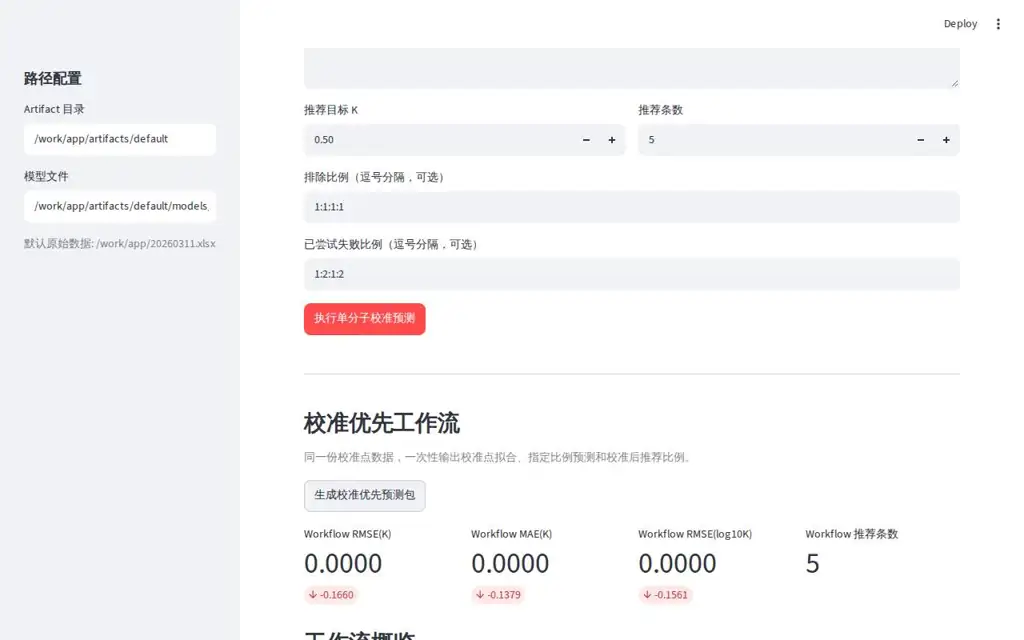 Deploy
路径配置
Artifact 目录
/work/app/artifacts/default
模型文件
/work/app/artifacts/default/models
默认原始数据: /work/app/20260311.xlsx
推荐目标 K
推荐条数
0.50
5
排除比例（逗号分隔，可选）
1:1:1:1
已尝试失败比例（逗号分隔，可选）
1:2:1:2
执行单分子校准预测
校准优先工作流
同一份校准点数据，一次性输出校准点拟合、指定比例预测和校准后推荐比例。
生成校准优先预测包
Workflow RMSE(K)
Workflow MAE(K)
Workflow RMSE(log10K)
Workflow 推荐条数
0.0000
0.0000
0.0000
5
↓ -0.1660
↓ -0.1379
↓ -0.1561
工作流概览